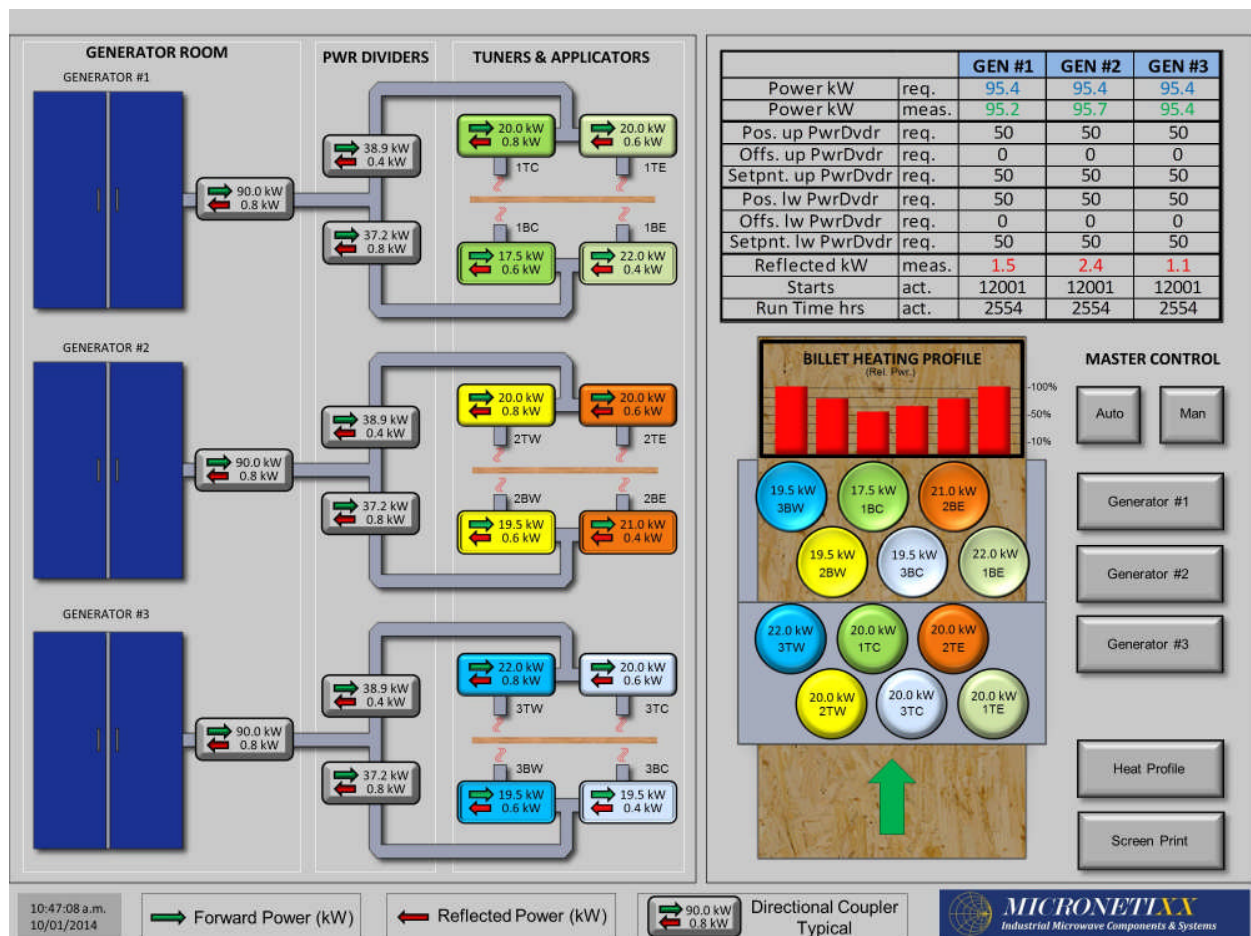 GENERATOR ROOM
PWR DIVIDERS
TUNERS & APPLICATORS
GENERATOR #1
90.0 kW
0.8 kW
38.9 kW
0.4 kW
37.2 kW
0.8 kW
20.0 kW
0.8 kW
1TC
20.0 kW
0.6 kW
1TE
1BC
17.5 kW
0.6 kW
1BE
22.0 kW
0.4 kW
GENERATOR #2
90.0 kW
0.8 kW
38.9 kW
0.4 kW
37.2 kW
0.8 kW
20.0 kW
0.8 kW
2TW
20.0 kW
0.6 kW
2TE
2BW
19.5 kW
0.6 kW
2BE
21.0 kW
0.4 kW
GENERATOR #3
90.0 kW
0.8 kW
38.9 kW
0.4 kW
37.2 kW
0.8 kW
22.0 kW
0.8 kW
3TW
20.0 kW
0.6 kW
3TC
3BW
19.5 kW
0.6 kW
3BC
19.5 kW
0.4 kW
GEN #1 GEN #2 GEN #3
Power kW req. 95.4 95.4 95.4
Power kW meas. 95.2 95.7 95.4
Pos. up PwrDvdr req. 50 50 50
Offs. up PwrDvdr req. 0 0 0
Setpnt. up PwrDvdr req. 50 50 50
Pos. lw PwrDvdr req. 50 50 50
Offs. lw PwrDvdr req. 0 0 0
Setpnt. lw PwrDvdr req. 50 50 50
Reflected kW meas. 1.5 2.4 1.1
Starts act. 12001 12001 12001
Run Time hrs act. 2554 2554 2554
BILLET HEATING PROFILE
(Rel. Pwr.)
-100%
-50%
-10%
19.5 kW
3BW
17.5 kW
1BC
21.0 kW
2BE
19.5 kW
2BW
19.5 kW
3BC
22.0 kW
1BE
22.0 kW
3TW
20.0 kW
1TC
20.0 kW
2TE
20.0 kW
2TW
20.0 kW
3TC
20.0 kW
1TE
MASTER CONTROL
Auto
Man
Generator #1
Generator #2
Generator #3
Heat Profile
Screen Print
10:47:08 a.m.
10/01/2014
Forward Power (kW)
Reflected Power (kW)
90.0 kW
0.8 kW
Directional Coupler
Typical
MICRONETIXX
Industrial Microwave Components & Systems